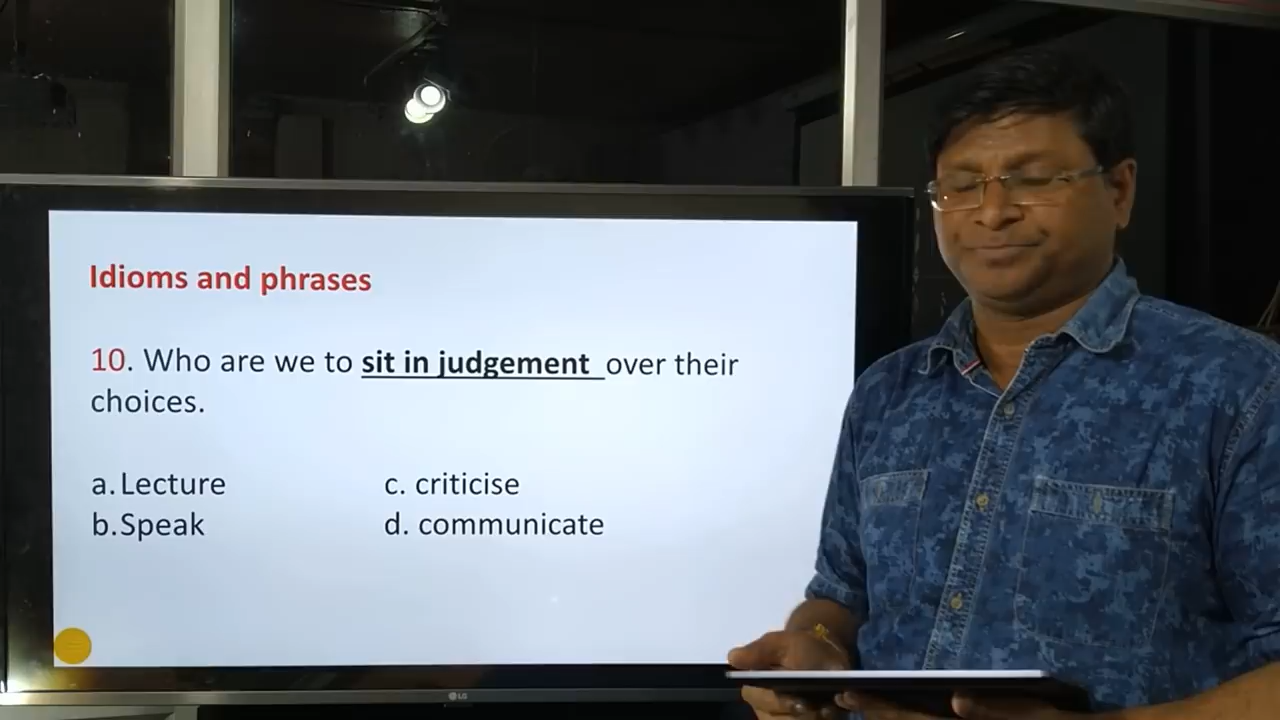 Idioms and phrases
10. Who are we to sit in judgement over their
choices.
a. Lecture
c. criticise
b. Speak
d. communicate
LG